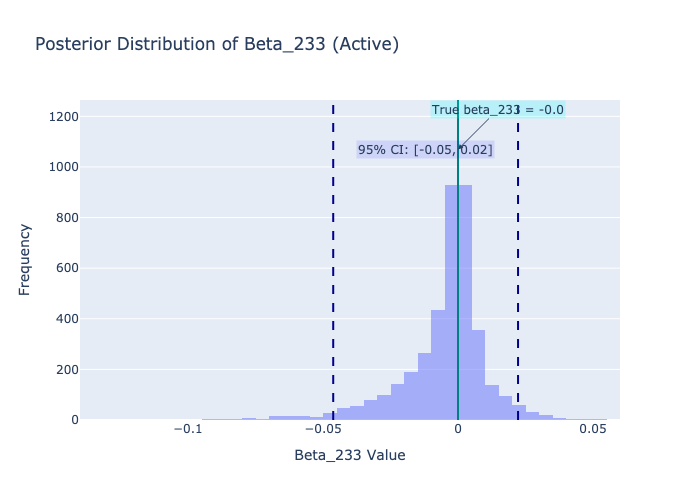 Posterior Distribution of Beta_233 (Active)
True beta_233 = -0.0
95% CI: [-0.05, 0.02]
1200
1000
800
600
400
200
0
Frequency
−0.1
−0.05
0
0.05
Beta_233 Value